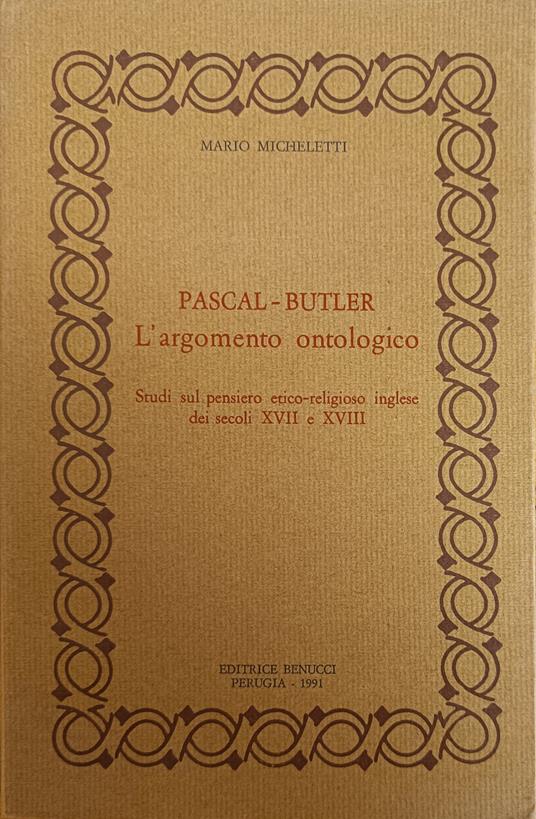 MARIO MICHELETTI
PASCAL - BUTLER
L'argomento ontologico
Studi sul pensiero etico-religioso inglese
dei secoli XVII e XVIII
EDITRICE BENUCCI
PERUGIA - 1991